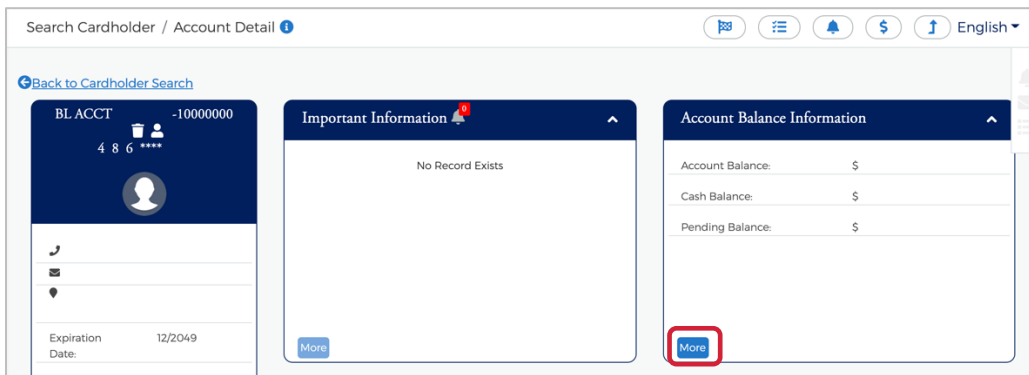 Search Cardholder / Account Detail
$ English
Back to Cardholder Search
BL ACCT -10000000
4 8 6 ****
Expiration Date: 12/2049
Important Information 0
No Record Exists
More
Account Balance Information
Account Balance: $
Cash Balance: $
Pending Balance: $
More